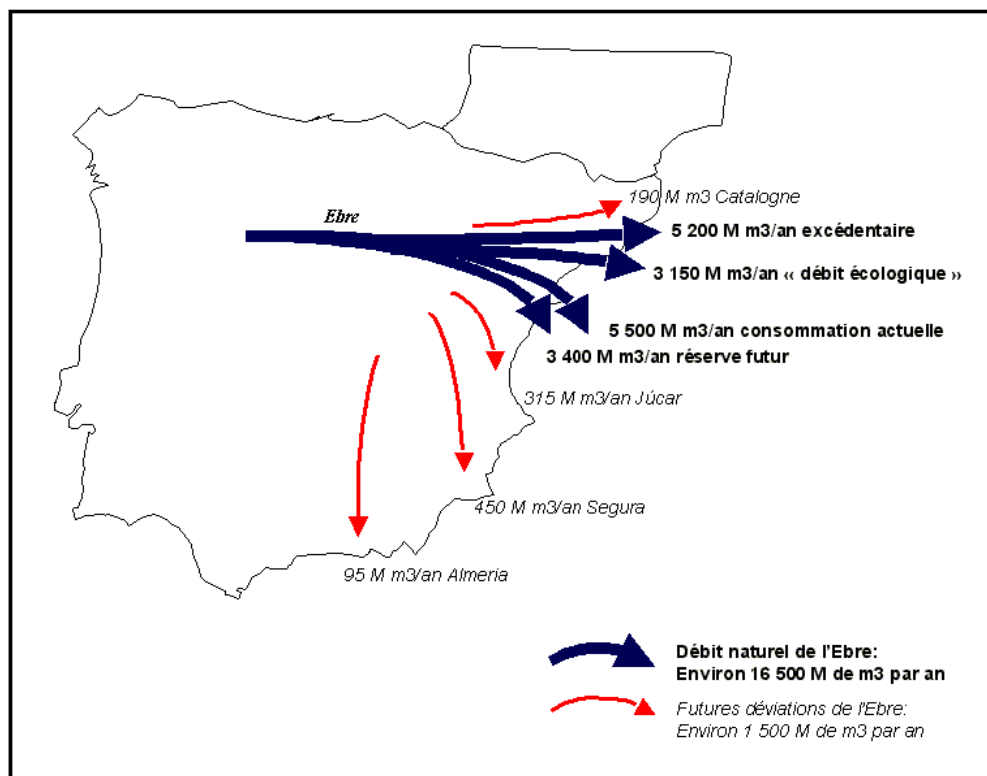 190 M m3 Catalogne
Ebre
5 200 M m3/an excédentaire
3 150 M m3/an « débit écologique »
5 500 M m3/an consommation actuelle
3 400 M m3/an réserve futur
315 M m3/an Júcar
450 M m3/an Segura
95 M m3/an Almeria
Débit naturel de l'Ebre:
Environ 16 500 M de m3 par an
Futures déviations de l'Ebre:
Environ 1 500 M de m3 par an